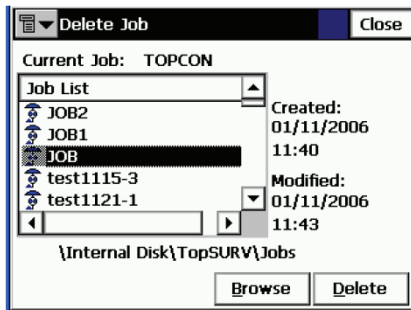 Delete Job Close
Current Job: TOPCON
Job List
JOB2
JOB1
JOB
test1115-3
test1121-1
Created:
01/11/2006
11:40
Modified:
01/11/2006
11:43
\Internal Disk\TopSURV\Jobs
Browse Delete